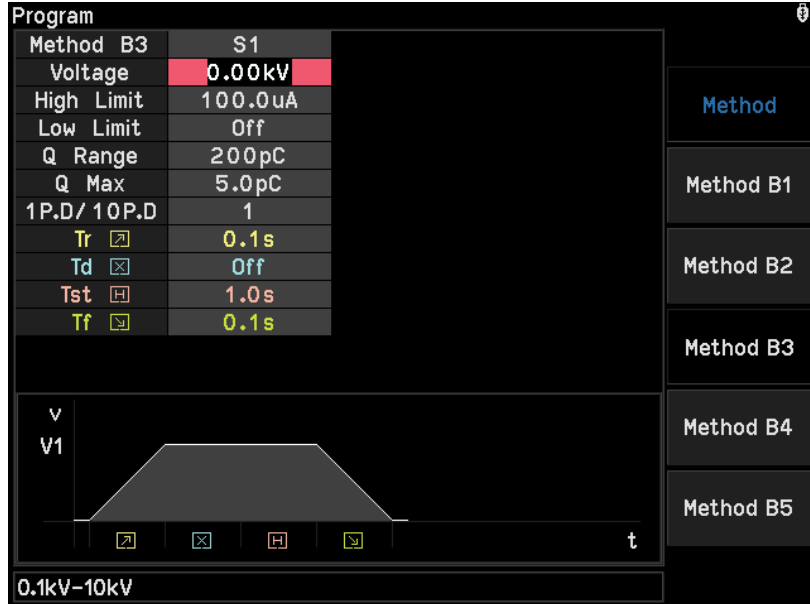 Program
Method B3 S1
Voltage 0.00kV
High Limit 100.0uA
Low Limit Off
Q Range 200pC
Q Max 5.0pC
1P.D/10P.D 1
Tr 0.1s
Td Off
Tst H 1.0s
Tf 0.1s
V
V1
H
t
0.1kV-10kV
Method
Method B1
Method B2
Method B3
Method B4
Method B5